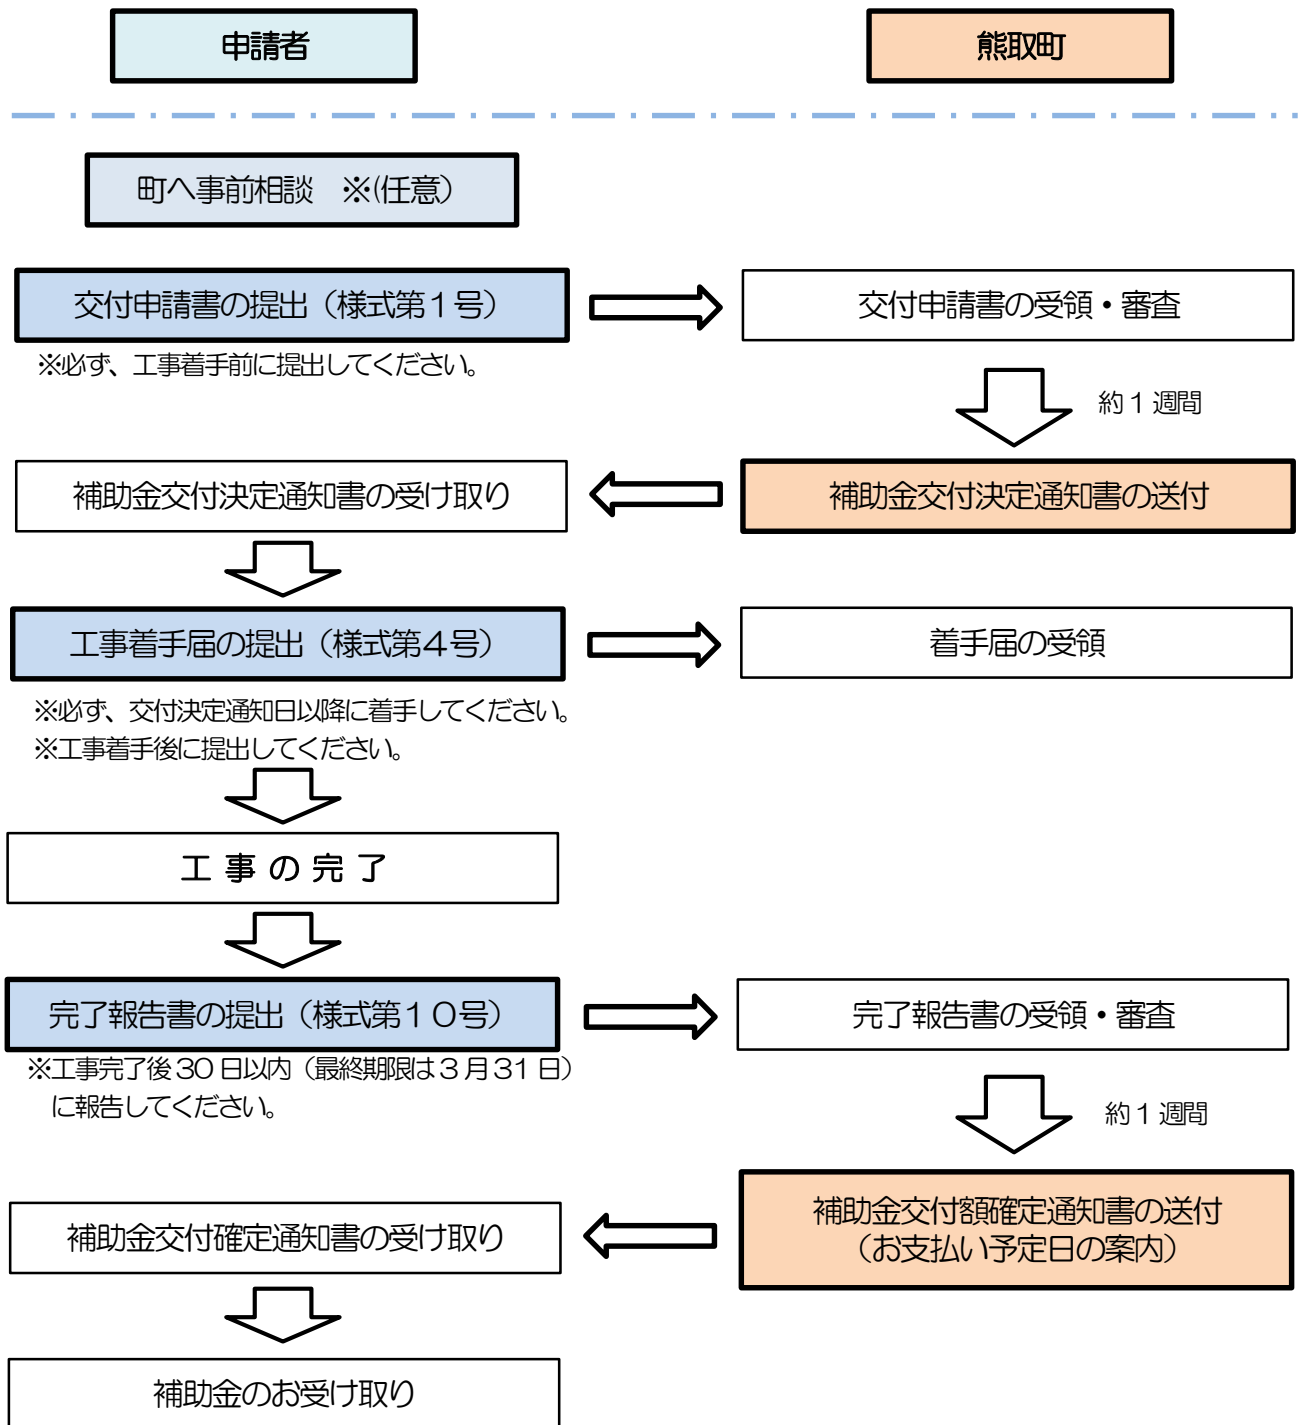 申請者
熊取町
町へ事前相談　※(任意)
交付申請書の提出（様式第１号）
交付申請書の受領・審査
※必ず、工事着手前に提出してください。
約１週間
補助金交付決定通知書の受け取り
補助金交付決定通知書の送付
工事着手届の提出（様式第４号）
着手届の受領
※必ず、交付決定通知日以降に着手してください。
※工事着手後に提出してください。
工 事 の 完 了
完了報告書の提出（様式第１０号）
完了報告書の受領・審査
※工事完了後30日以内（最終期限は３月31日）
に報告してください。
約１週間
補助金交付額確定通知書の送付
（お支払い予定日の案内）
補助金交付確定通知書の受け取り
補助金のお受け取り